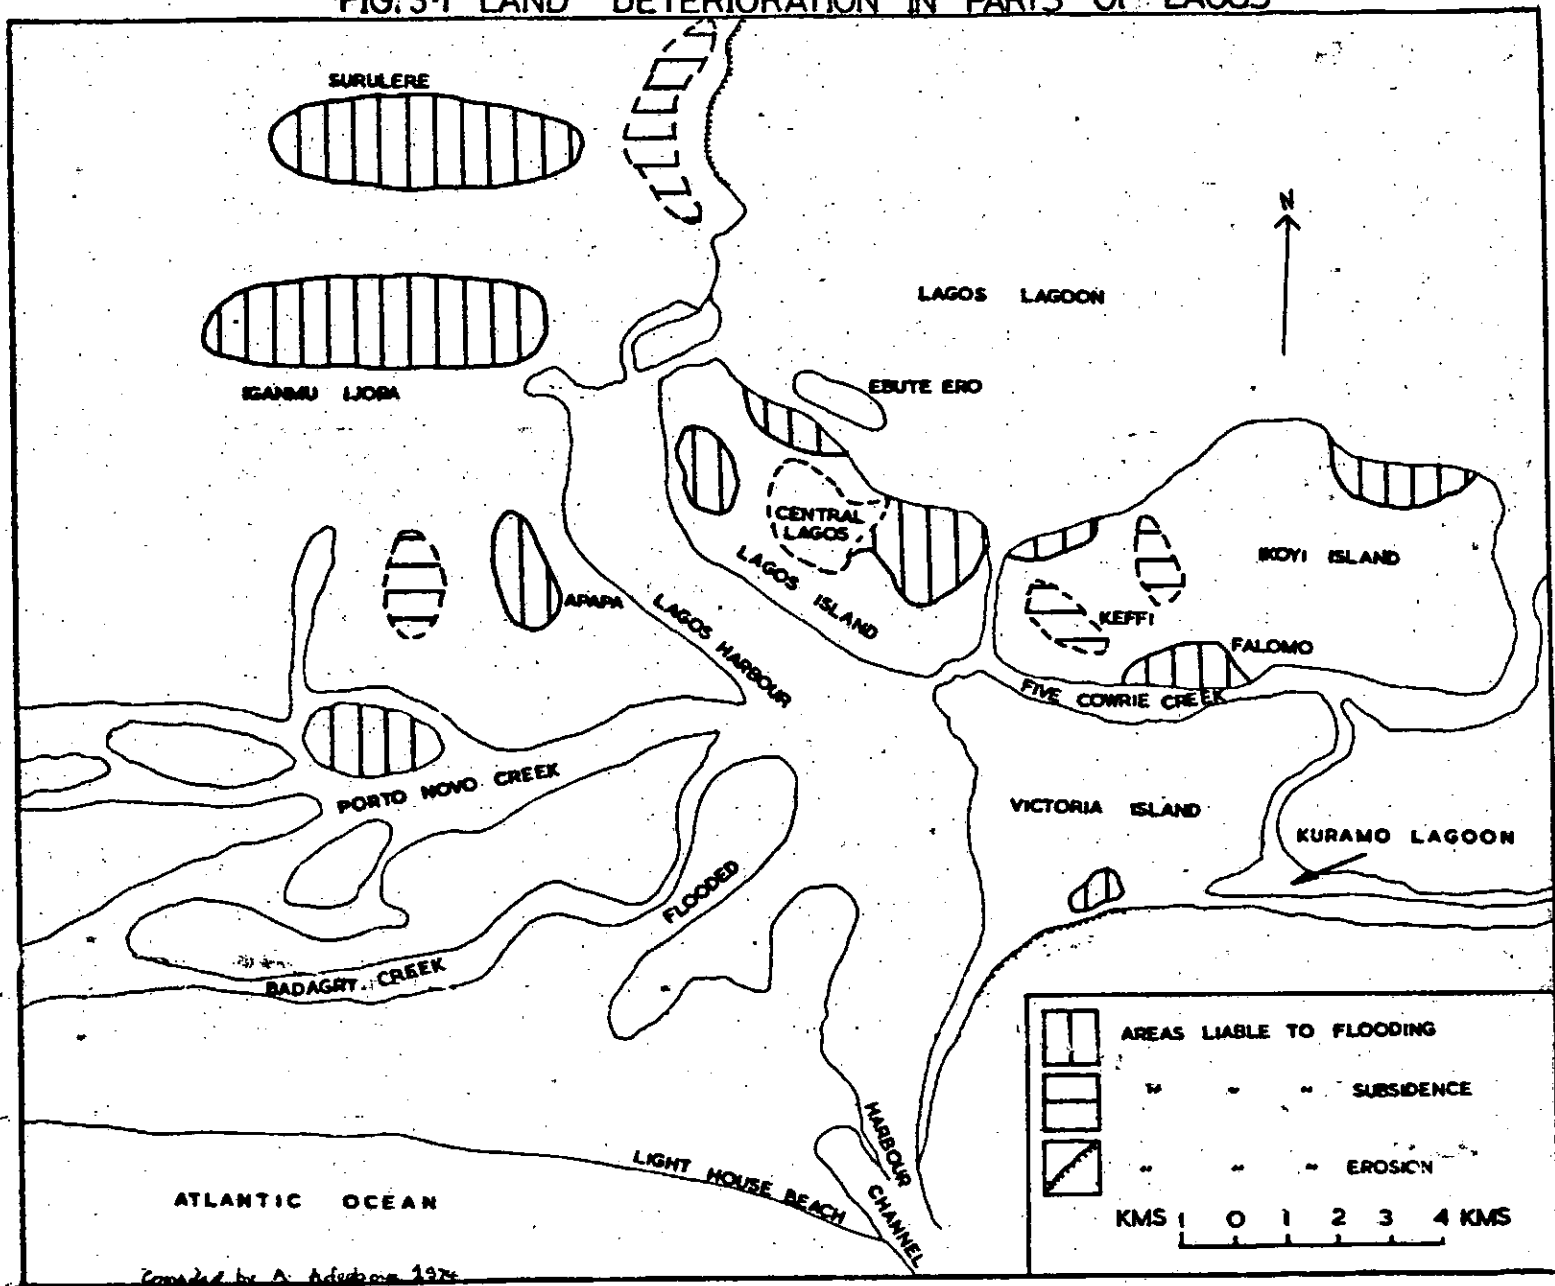 FIG. 3·1 LAND DETERIORATION IN PARTS OF LAGOS
SURULERE
N
LAGOS LAGOON
IGANMU IJORA
EBUTE ERO
CENTRAL
LAGOS
IKOYI ISLAND
LAGOS ISLAND
APAPA
KEFFI
LAGOS HARBOUR
FALOMO
FIVE COWRIE CREEK
PORTO NOVO CREEK
VICTORIA ISLAND
KURAMO LAGOON
FLOODED
BADAGRY CREEK
AREAS LIABLE TO FLOODING
" " " SUBSIDENCE
" " " EROSION
HARBOUR
CHANNEL
LIGHT HOUSE BEACH
ATLANTIC OCEAN
KMS 1 0 1 2 3 4 KMS
Compiled by A. 1974